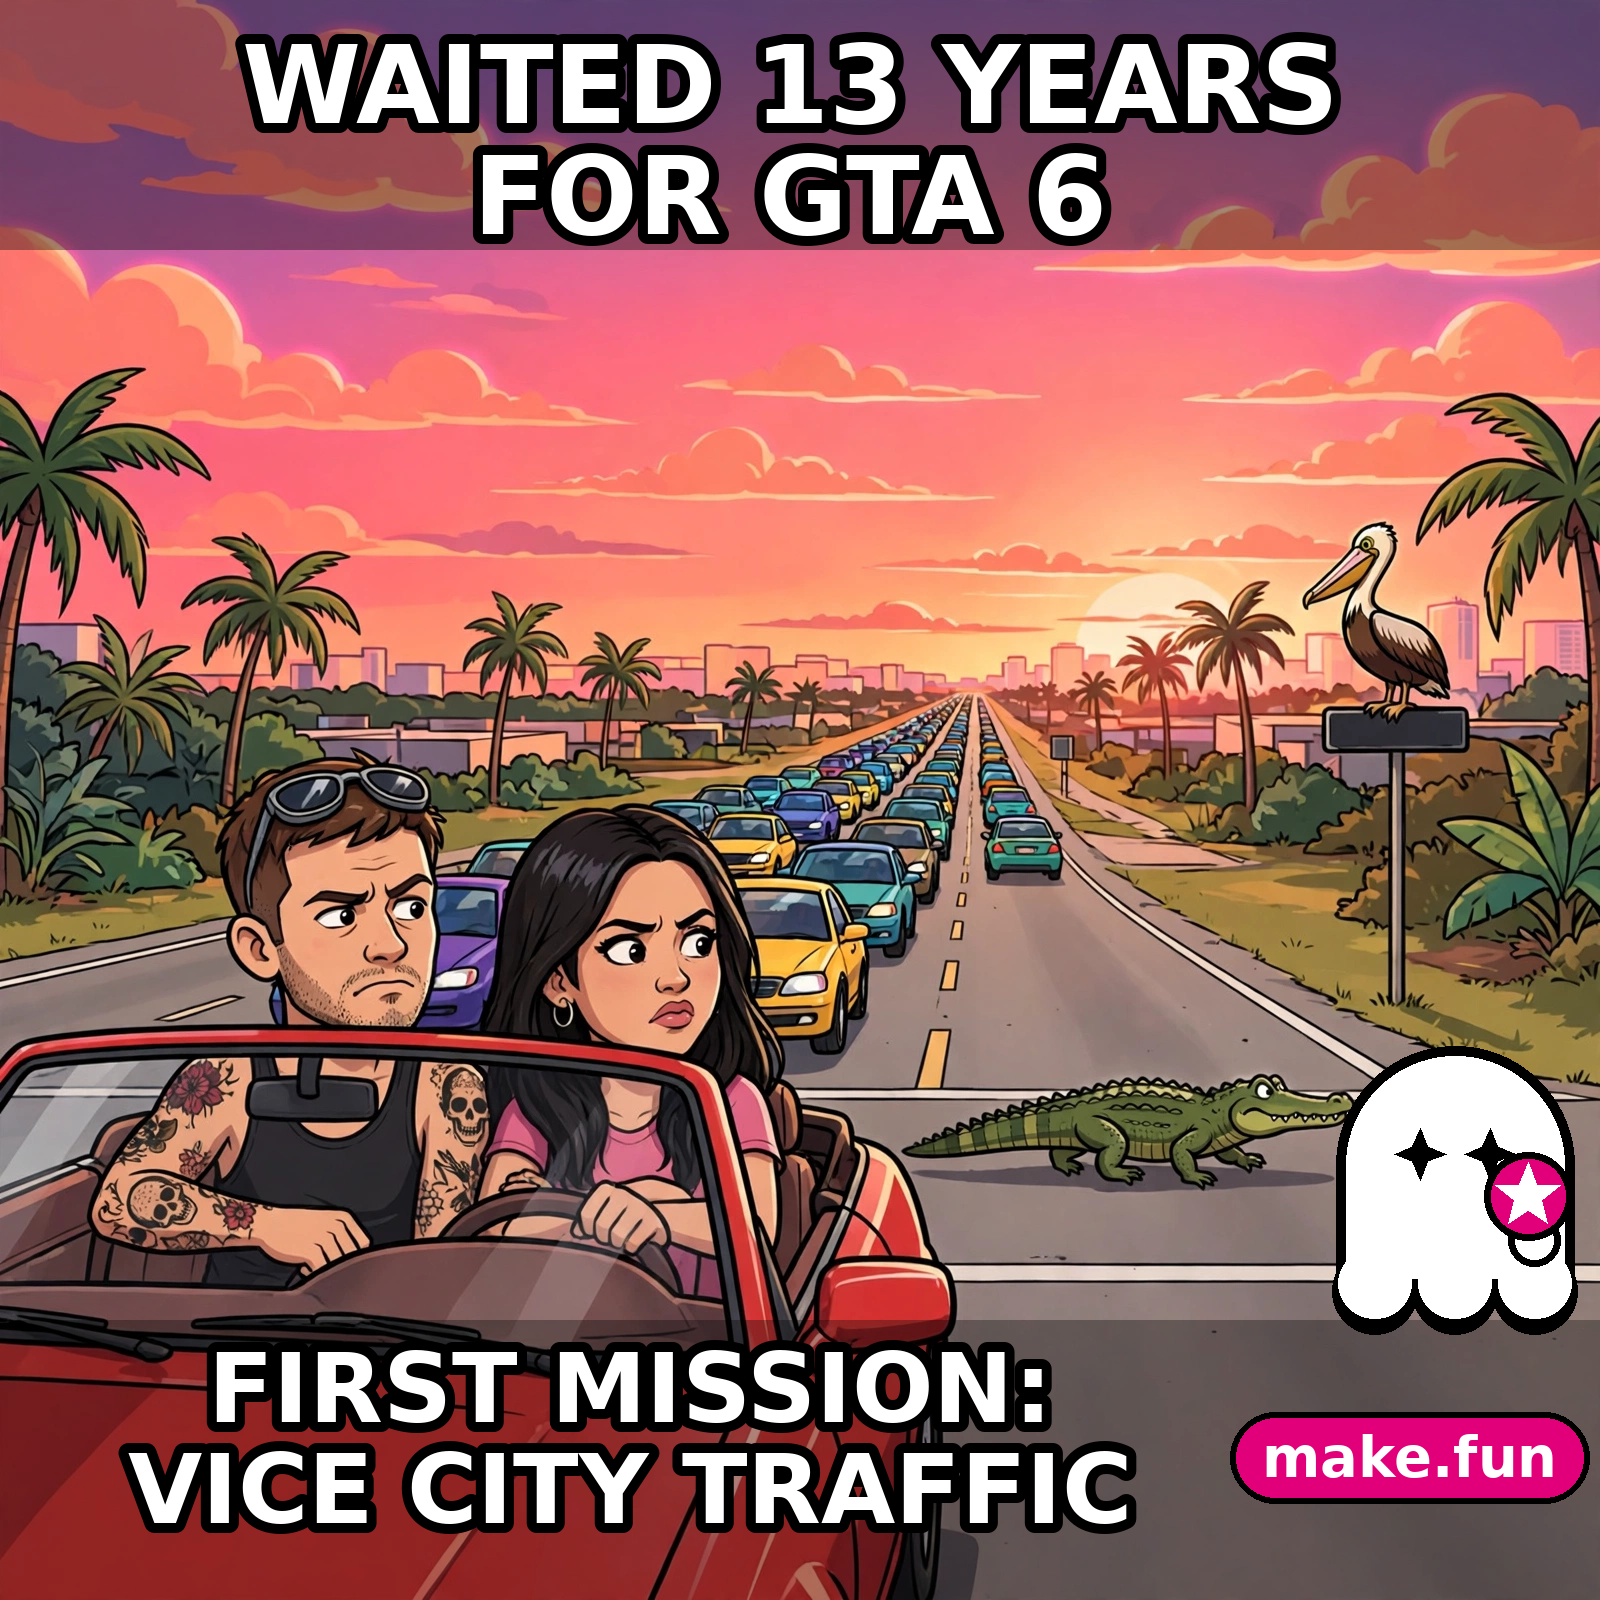 WAITED 13 YEARS
FOR GTA 6
FIRST MISSION:
VICE CITY TRAFFIC
make.fun